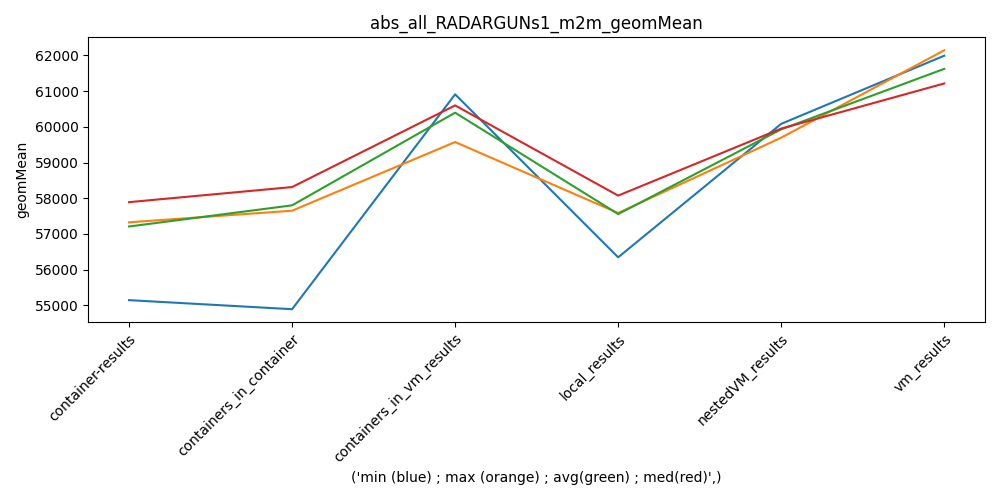 abs_all_RADARGUNs1_m2m_geomMean
62000
61000
60000
59000
58000
57000
56000
55000
geomMean
container-results
containers_in_container
containers_in_vm_results
local_results
nestedVM_results
vm_results
('min (blue) ; max (orange) ; avg(green) ; med(red)',)